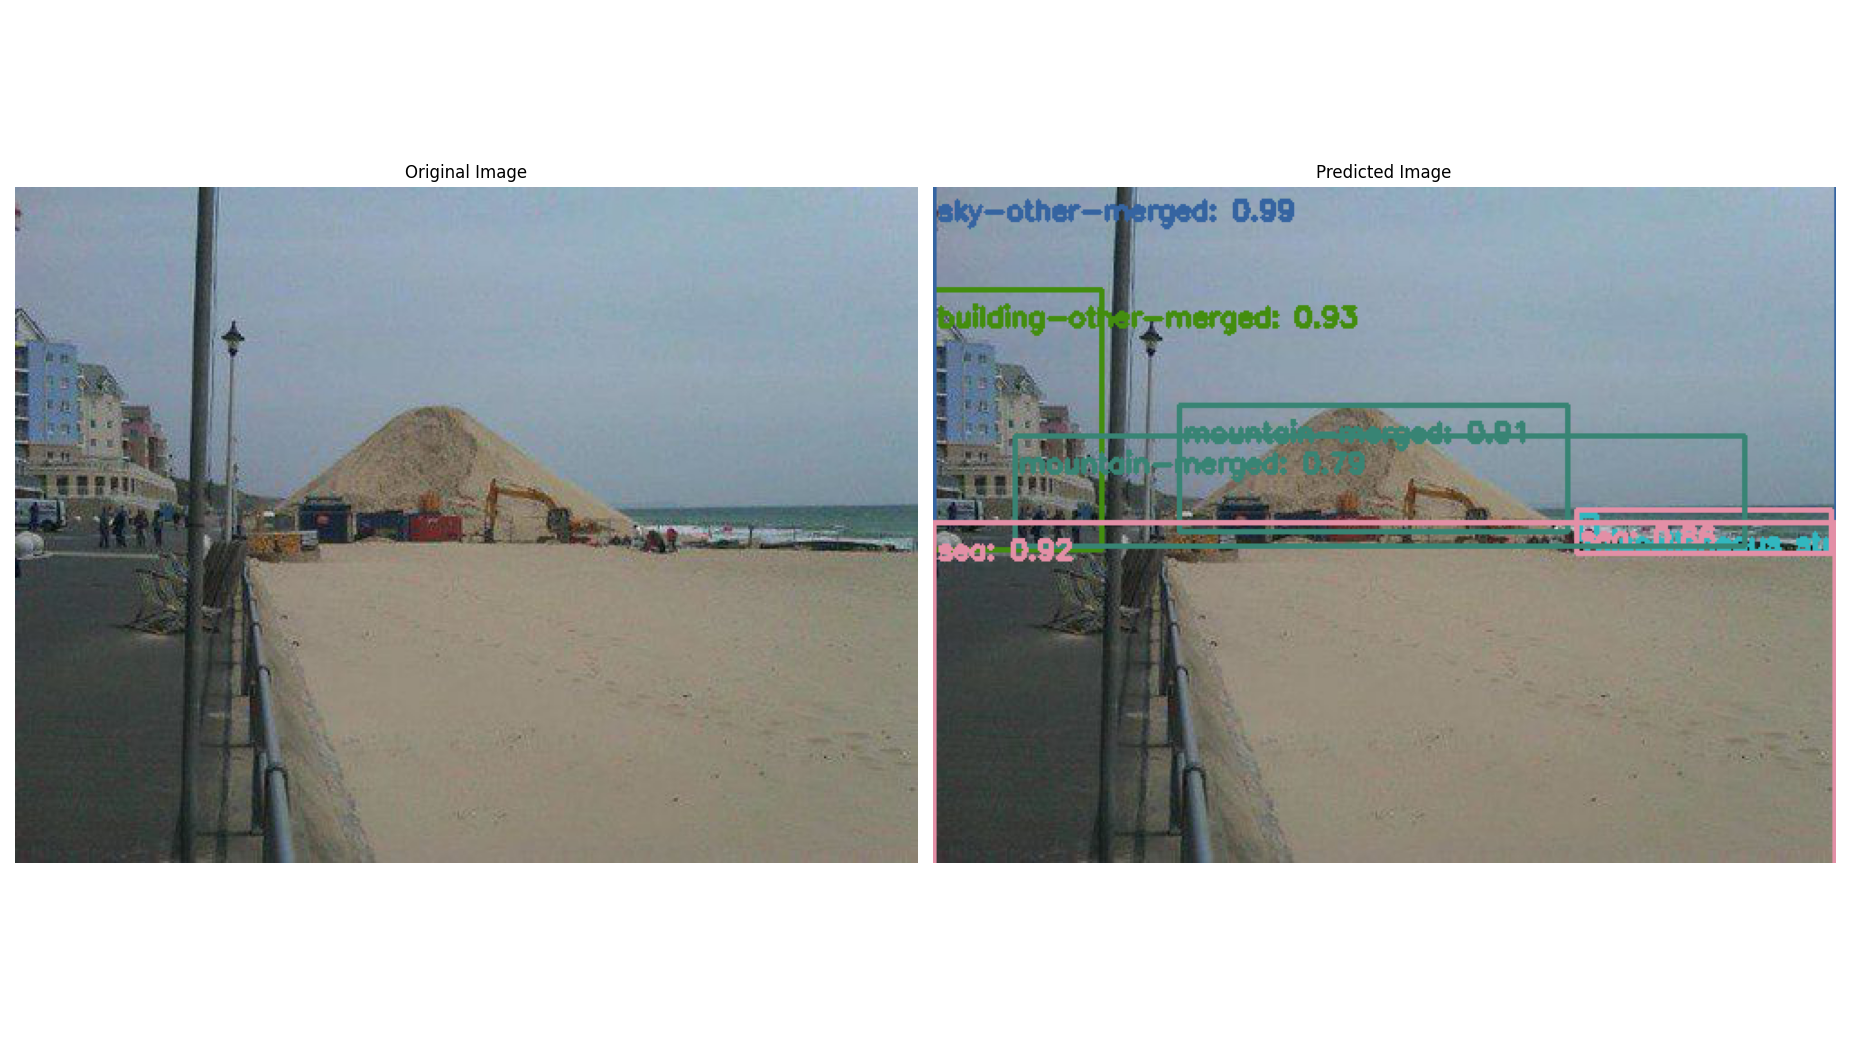 Original Image
Predicted Image
sky-other-merged: 0.99
building-other-merged: 0.93
mountain-merged: 0.81
mountain-merged: 0.79
sea: 0.92